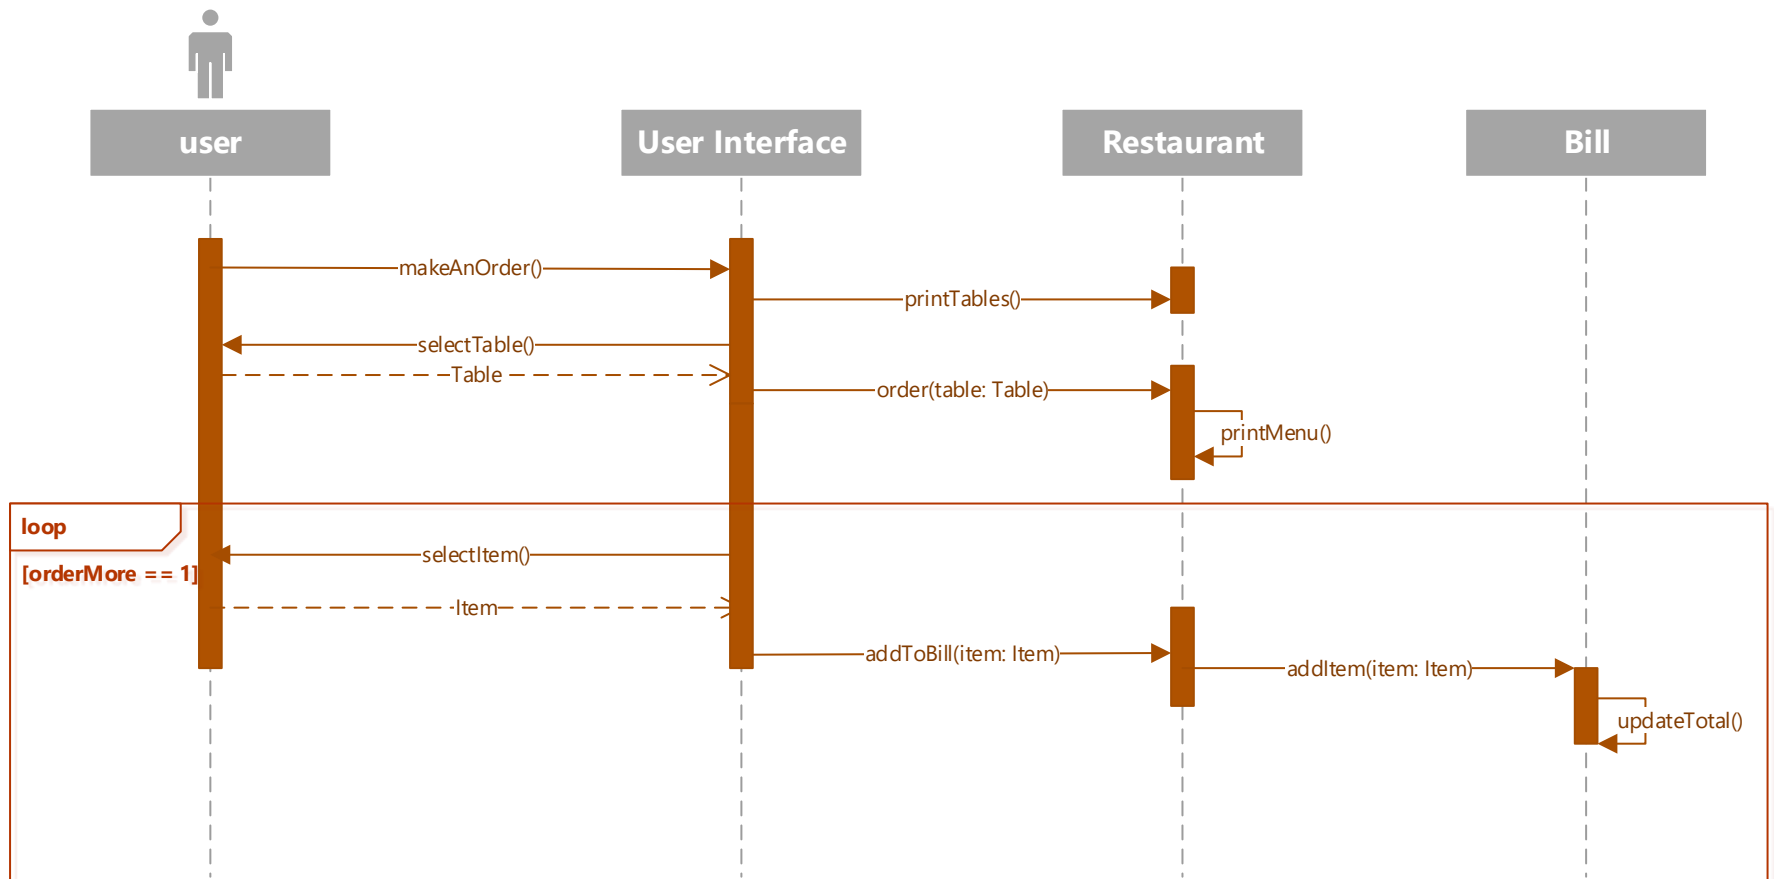 user
User Interface
Restaurant
Bill
makeAnOrder()
printTables()
selectTable()
Table
order(table: Table)
printMenu()
loop
selectItem()
[orderMore == 1]
Item
addToBill(item: Item)
addItem(item: Item)
updateTotal()